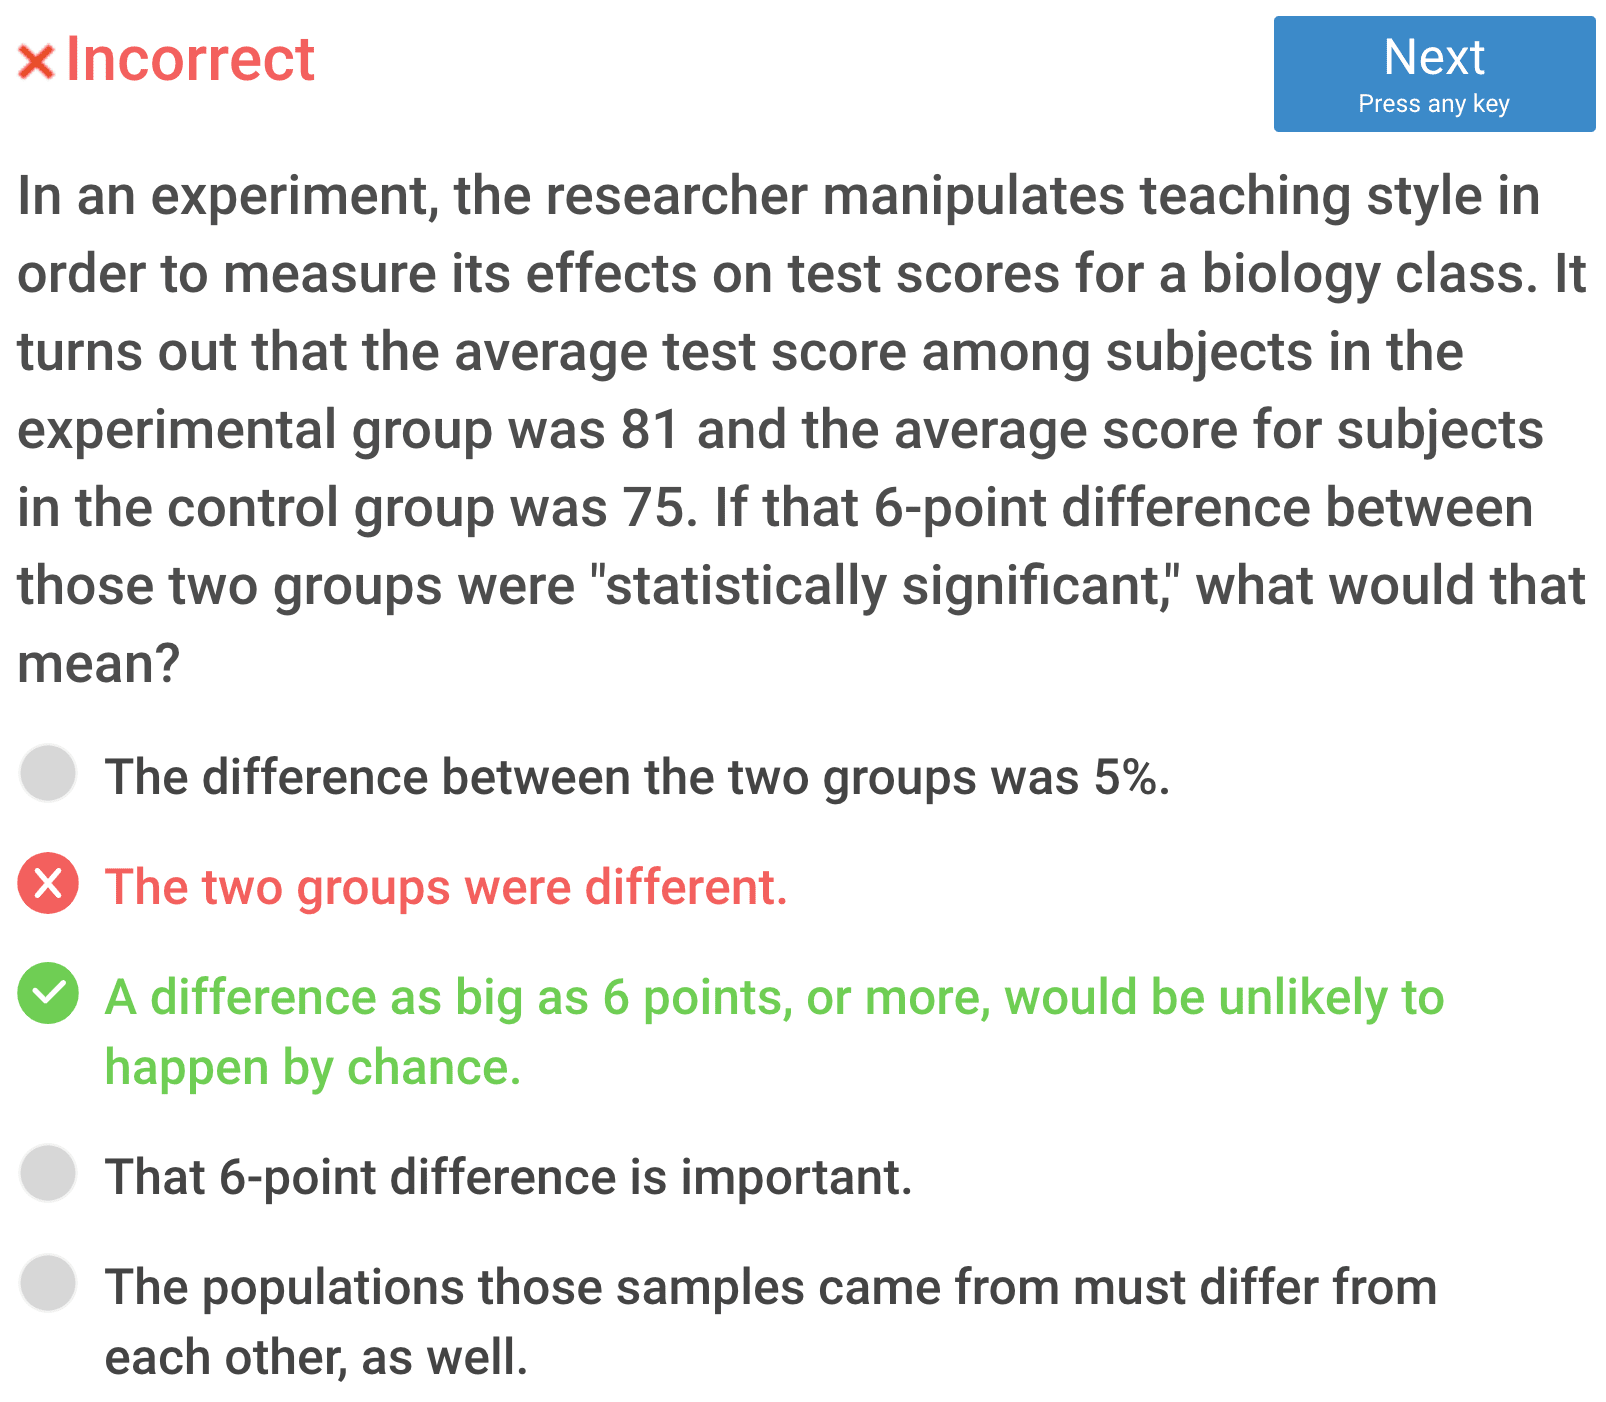 Incorrect
Next
Press any key
In an experiment, the researcher manipulates teaching style in
order to measure its effects on test scores for a biology class. It
turns out that the average test score among subjects in the
experimental group was 81 and the average score for subjects
in the control group was 75. If that 6-point difference between
those two groups were "statistically significant," what would that
mean?
The difference between the two groups was 5%.
The two groups were different.
A difference as big as 6 points, or more, would be unlikely to
happen by chance.
That 6-point difference is important.
The populations those samples came from must differ from
each other, as well.